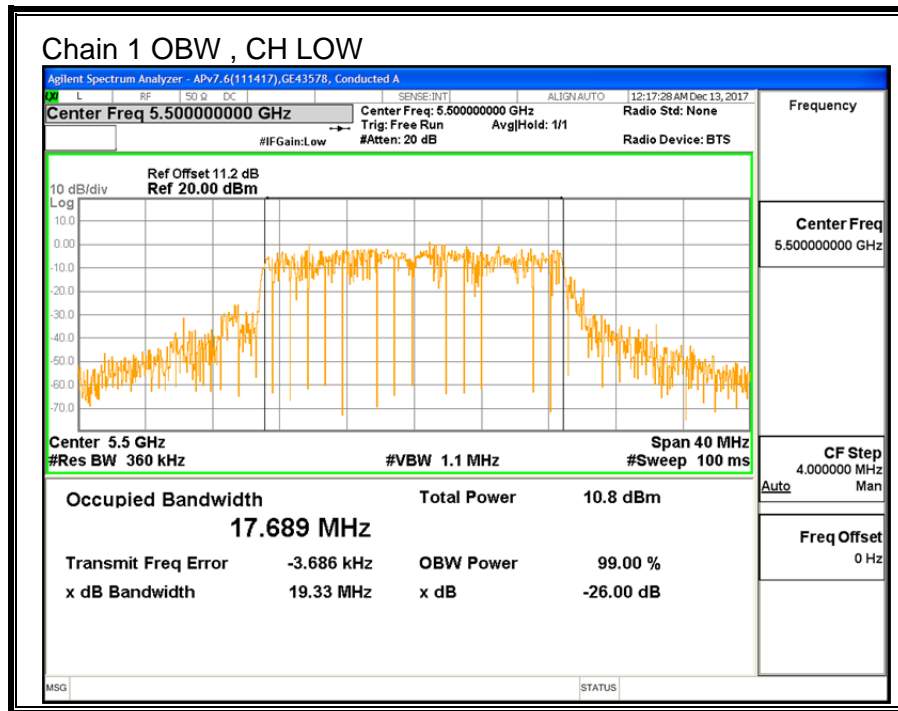 Chain 1 OBW , CH LOW
Agilent Spectrum Analyzer - APv7.6(111417),GE43578, Conducted A
LXI L RF 50 Ω DC SENSE:INT ALIGNAUTO 12:17:28 AM Dec 13, 2017
Center Freq 5.500000000 GHz
Center Freq: 5.500000000 GHz Radio Std: None
Trig: Free Run Avg|Hold: 1/1
#IFGain:Low #Atten: 20 dB Radio Device: BTS
Ref Offset 11.2 dB
10 dB/div Ref 20.00 dBm
Log
10.0
0.00
-10.0
-20.0
-30.0
-40.0
-50.0
-60.0
-70.0
Center 5.5 GHz Span 40 MHz
#Res BW 360 kHz #VBW 1.1 MHz #Sweep 100 ms
Occupied Bandwidth Total Power 10.8 dBm
17.689 MHz
Transmit Freq Error -3.686 kHz OBW Power 99.00 %
x dB Bandwidth 19.33 MHz x dB -26.00 dB
MSG STATUS
Frequency
Center Freq
5.500000000 GHz
CF Step
4.000000 MHz
Auto Man
Freq Offset
0 Hz